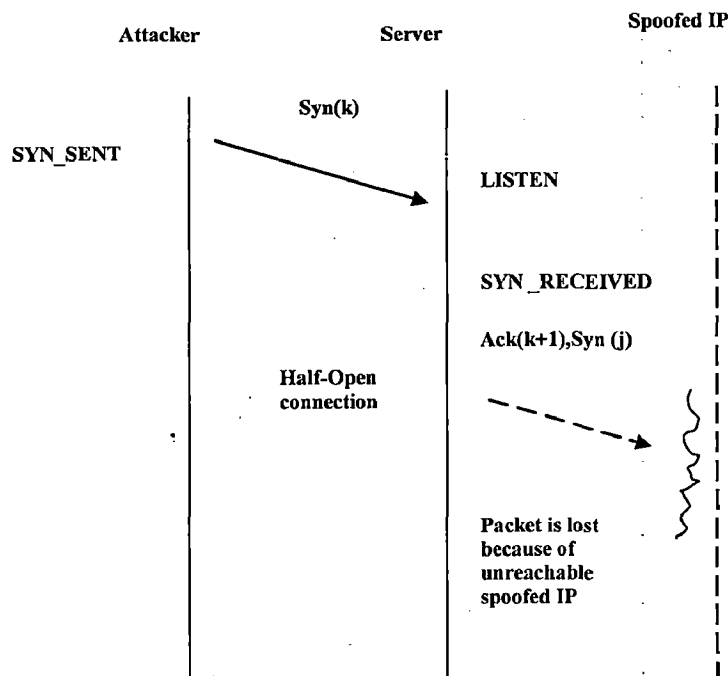 Attacker
Server
Spoofed IP
Syn(k)
SYN_SENT
LISTEN
SYN_RECEIVED
Ack(k+1),Syn (j)
Half-Open
connection
Packet is lost
because of
unreachable
spoofed IP